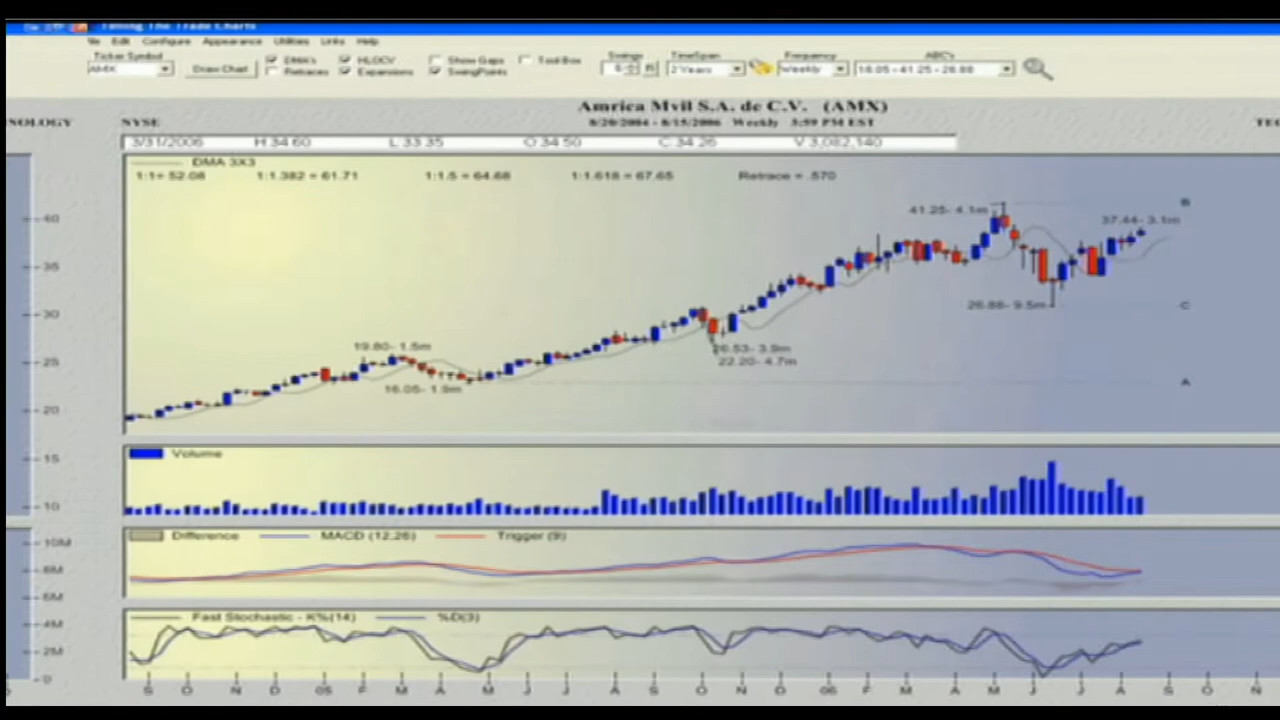 Timing The Trade Charts
Edit Configure Appearance Utilities Links Help
Ticker Symbol Swings TimeSpan Frequency ABC's
AMX Draw Chart DMA's HLOCV Show Gaps Tool Box 2 Years Weekly 16.05 - 41.25 - 26.88
Retraces Expansions SwingPoints
Amrica Mvil S.A. de C.V. (AMX)
NOLOGY NYSE 8/20/2004 - 8/15/2006 Weekly 3:59 PM EST TEC
3/31/2006 H 34.60 L 33.35 O 34.50 C 34.26 V 3,082,140
DMA 3X3
1:1= 52.08 1:1.382 = 61.71 1:1.5 = 64.68 1:1.618 = 67.65 Retrace = .570
41.25- 4.1m B
40 37.44- 3.1m
35
26.88- 9.5m C
30
19.80- 1.5m 26.53- 3.9m
25 22.20- 4.7m
16.05- 1.9m A
20
Volume
15
10
Difference MACD (12,26) Trigger (9)
10M
8M
6M
Fast Stochastic - K%(14) %D(3)
4M
2M
0
S O N D 05 F M A M J J A S O N D 06 F M A M J J A S O N